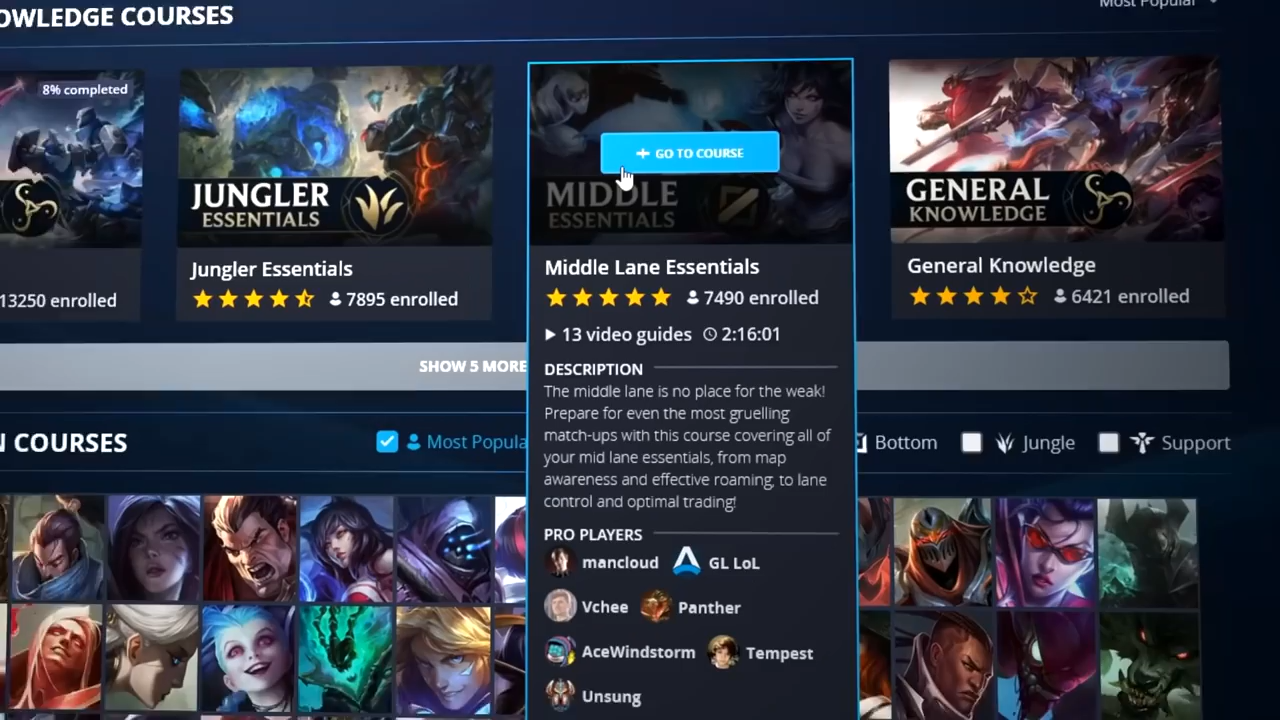 OWLEDGE COURSES
Most Popular
8% completed
13250 enrolled
JUNGLER
ESSENTIALS
Jungler Essentials
7895 enrolled
GO TO COURSE
MIDDLE
ESSENTIALS
Middle Lane Essentials
7490 enrolled
13 video guides 2:16:01
DESCRIPTION
The middle lane is no place for the weak!
Prepare for even the most gruelling
match-ups with this course covering all of
your mid lane essentials, from map
awareness and effective roaming, to lane
control and optimal trading!
PRO PLAYERS
mancloud GL LoL
Vchee Panther
AceWindstorm Tempest
Unsung
GENERAL
KNOWLEDGE
General Knowledge
6421 enrolled
SHOW 5 MORE
N COURSES
Most Popula
Bottom Jungle Support